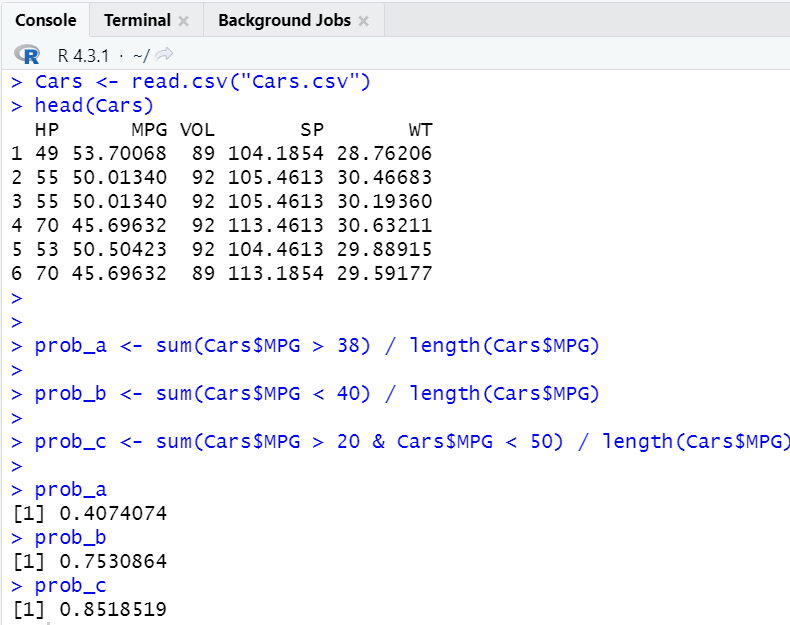 Console Terminal × Background Jobs ×
R R 4.3.1 · ~/
> Cars <- read.csv("Cars.csv")
> head(Cars)
  HP      MPG VOL       SP       WT
1 49 53.70068  89 104.1854 28.76206
2 55 50.01340  92 105.4613 30.46683
3 55 50.01340  92 105.4613 30.19360
4 70 45.69632  92 113.4613 30.63211
5 53 50.50423  92 104.4613 29.88915
6 70 45.69632  89 113.1854 29.59177
>
>
> prob_a <- sum(Cars$MPG > 38) / length(Cars$MPG)
>
> prob_b <- sum(Cars$MPG < 40) / length(Cars$MPG)
>
> prob_c <- sum(Cars$MPG > 20 & Cars$MPG < 50) / length(Cars$MPG)
>
> prob_a
[1] 0.4074074
> prob_b
[1] 0.7530864
> prob_c
[1] 0.8518519